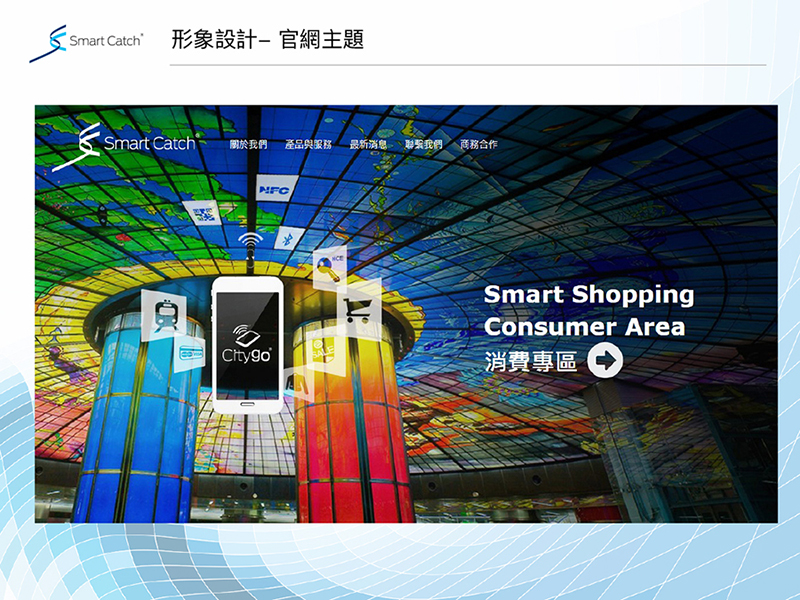 Smart Catch®
形象設計– 官網主題
Smart Catch®
關於我們 產品與服務 最新消息 聯繫我們 商務合作
NFC
HCE
Citygo®
SALE
Smart Shopping
Consumer Area
消費專區